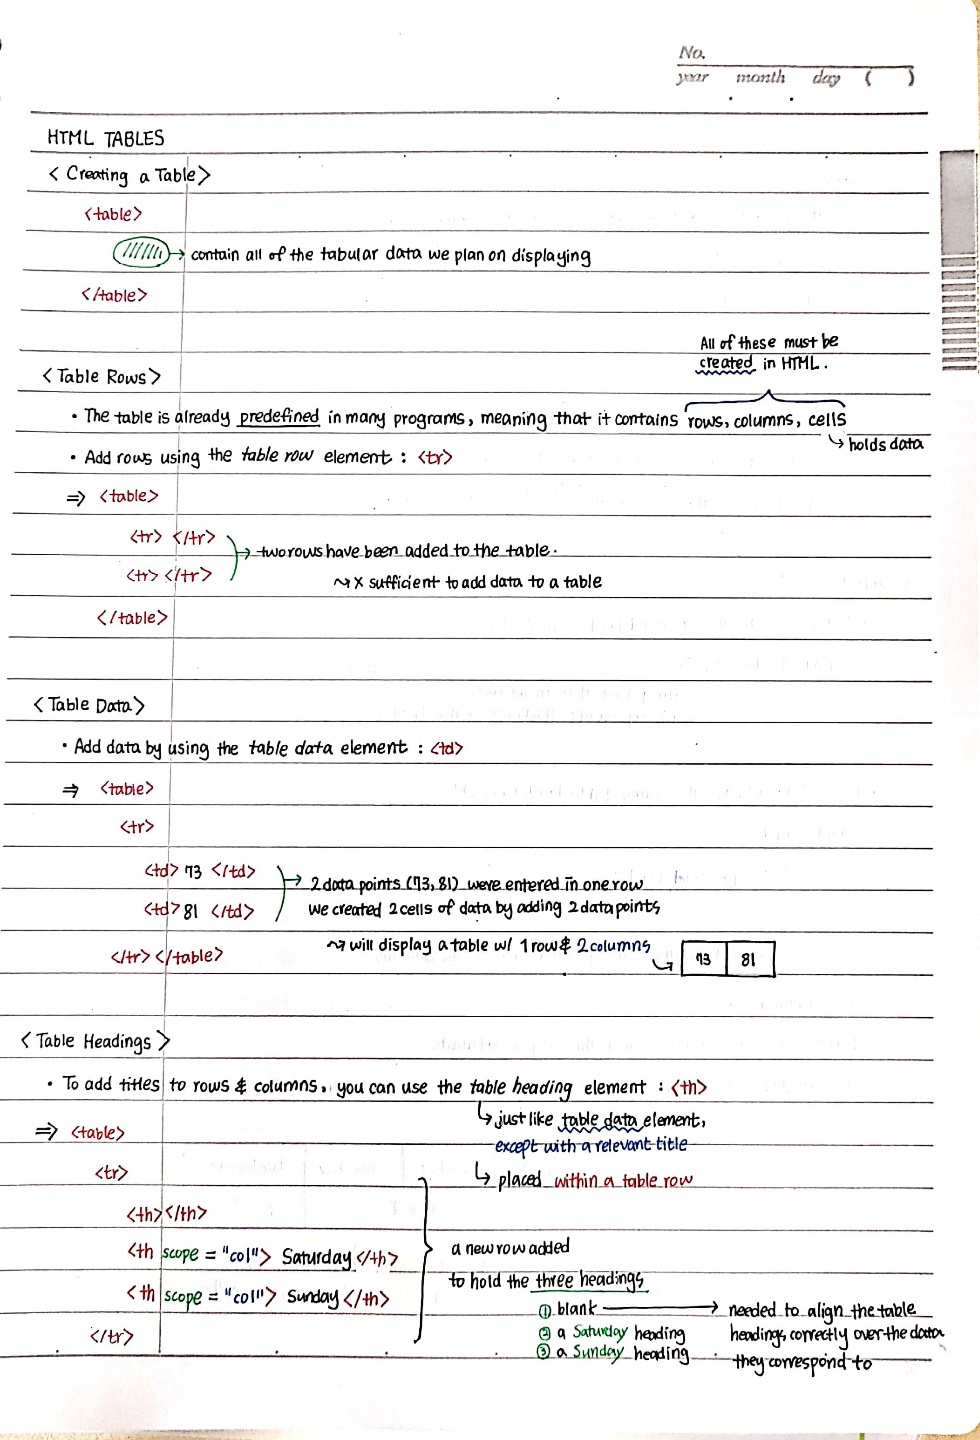 No.
year month day ( )
HTML TABLES
< Creating a Table >
<table>
→ contain all of the tabular data we plan on displaying
</table>
All of these must be
created in HTML.
< Table Rows >
• The table is already predefined in many programs, meaning that it contains rows, columns, cells
↳ holds data
• Add rows using the table row element : <tr>
⇒ <table>
<tr> </tr>
→ two rows have been added to the table.
<tr> </tr>
↝ X sufficient to add data to a table
</table>
< Table Data >
• Add data by using the table data element : <td>
⇒ <table>
<tr>
<td> 73 </td>
→ 2 data points (73, 81) were entered in one row
<td> 81 </td> we created 2 cells of data by adding 2 data points
↝ will display a table w/ 1 row & 2 columns
</tr> </table> ↳ 73 81
< Table Headings >
• To add titles to rows & columns, you can use the table heading element : <th>
↳ just like table data element,
⇒ <table>
except with a relevant title
<tr> ↳ placed within a table row
<th> </th>
<th scope = "col"> Saturday </th> a new row added
to hold the three headings
<th scope = "col"> Sunday </th>
① blank → needed to align the table
</tr> ② a Saturday heading headings correctly over the data
③ a Sunday heading they correspond to